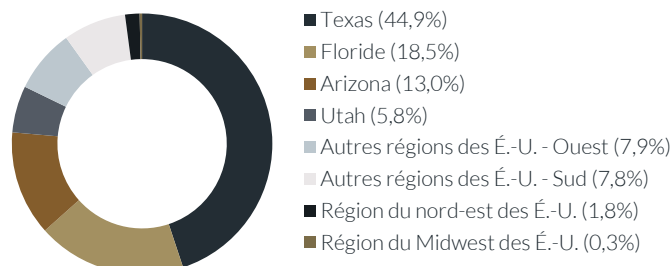 Texas (44,9%)
Floride (18,5%)
Arizona (13,0%)
Utah (5,8%)
Autres régions des É.-U. - Ouest (7,9%)
Autres régions des É.-U. - Sud (7,8%)
Région du nord-est des É.-U. (1,8%)
Région du Midwest des É.-U. (0,3%)